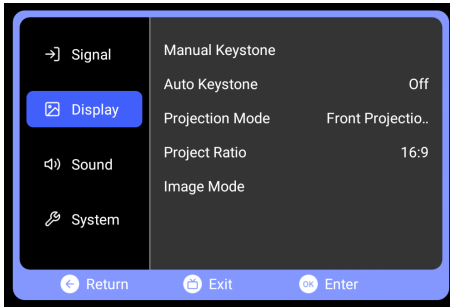 Signal
Display
Sound
System
Manual Keystone
Auto Keystone Off
Projection Mode Front Projectio..
Project Ratio 16:9
Image Mode
Return
Exit
OK Enter